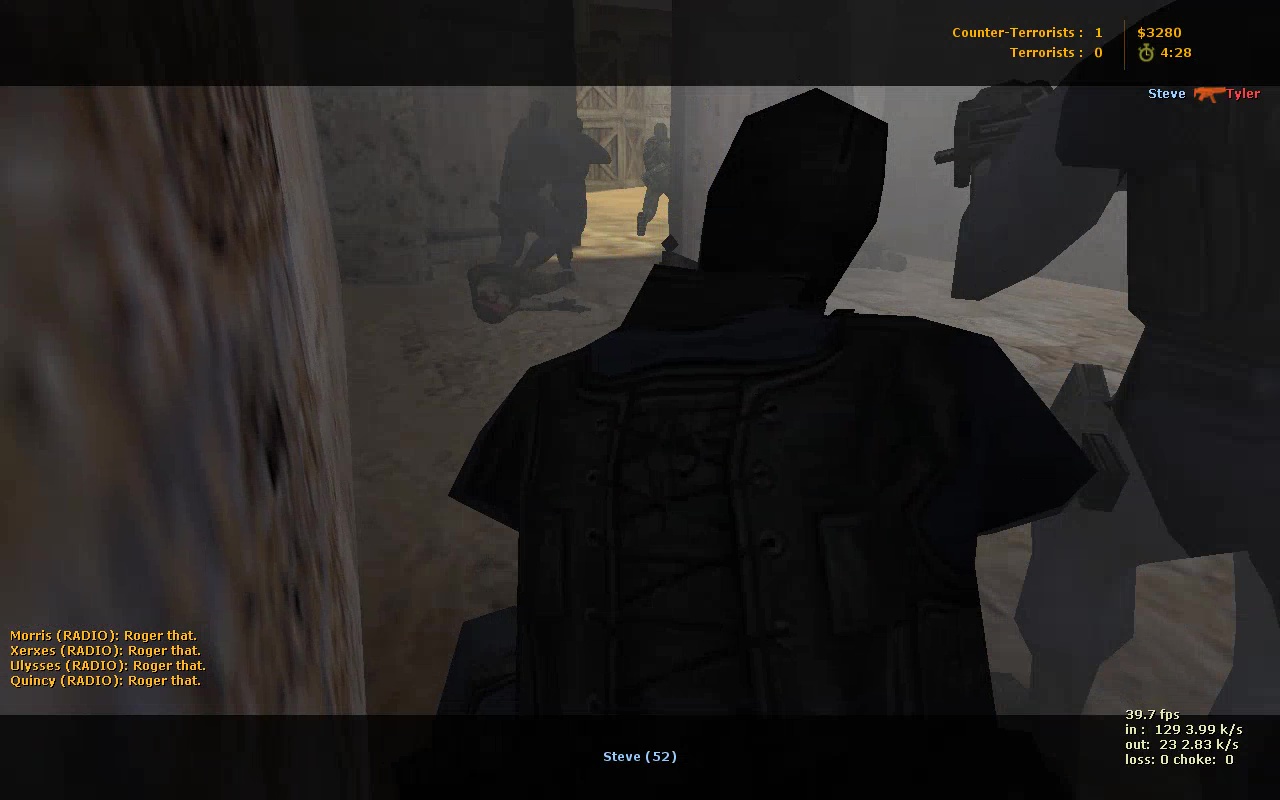 Counter-Terrorists : 1 $3280
Terrorists : 0 4:28
Steve Tyler
Morris (RADIO): Roger that.
Xerxes (RADIO): Roger that.
Ulysses (RADIO): Roger that.
Quincy (RADIO): Roger that.
39.7 fps
in : 129 3.99 k/s
out: 23 2.83 k/s
loss: 0 choke: 0
Steve (52)